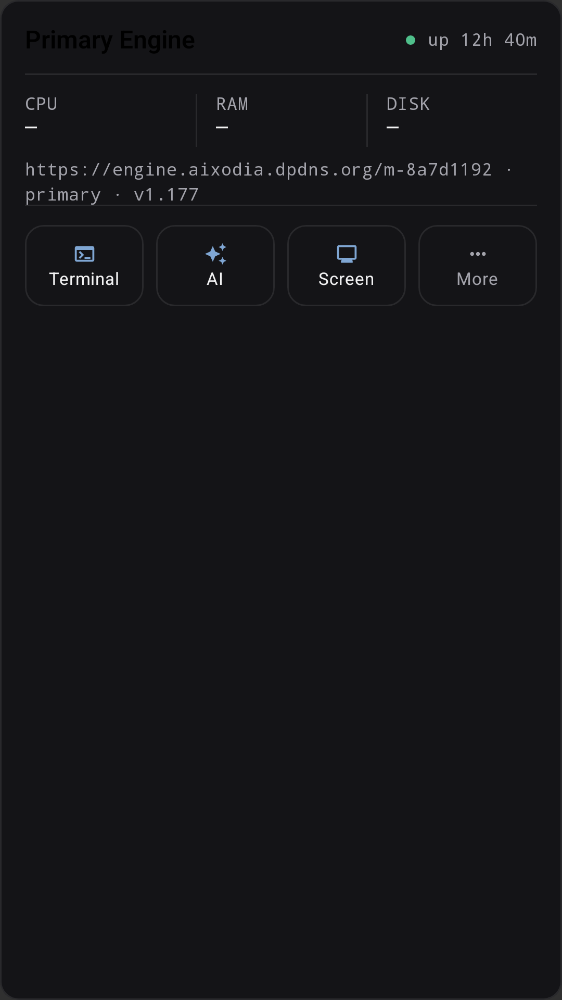 Primary Engine
up 12h 40m
CPU
RAM
DISK
—
—
—
https://engine.aixodia.dpdns.org/m-8a7d1192 ·
primary · v1.177
Terminal
AI
Screen
More